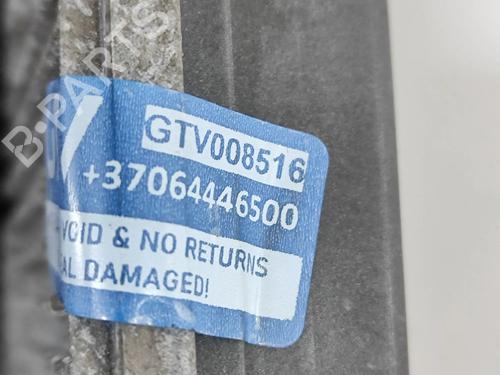 B-PARTS
GTV008516
+37064446500
VOID & NO RETURNS
DAMAGED!